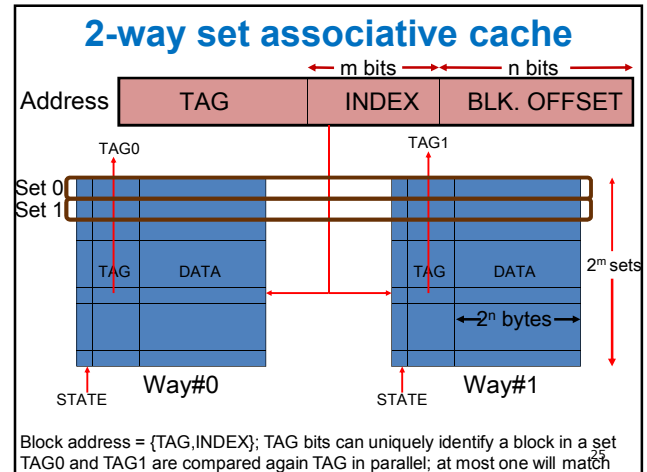 2-way set associative cache
m bits
n bits
Address
TAG
INDEX
BLK. OFFSET
TAG0
TAG1
Set 0
Set 1
TAG
DATA
TAG
DATA
2^m sets
2^n bytes
Way#0
Way#1
STATE
STATE
Block address = {TAG,INDEX}; TAG bits can uniquely identify a block in a set
TAG0 and TAG1 are compared again TAG in parallel; at most one will match
25